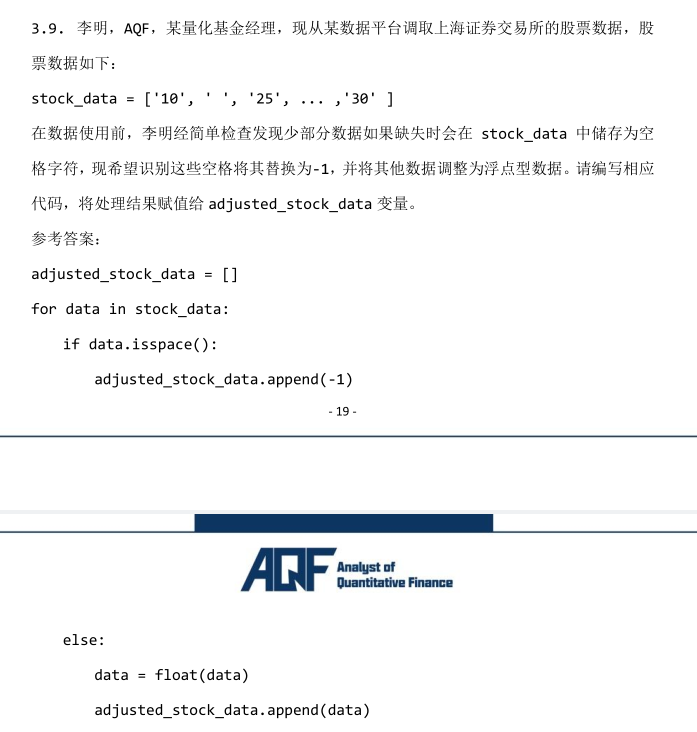 3.9. 李明，AQF，某量化基金经理，现从某数据平台调取上海证券交易所的股票数据，股
票数据如下：
stock_data = ['10', ' ', '25', ... ,'30' ]
在数据使用前，李明经简单检查发现少部分数据如果缺失时会在 stock_data 中储存为空
格字符，现希望识别这些空格将其替换为-1，并将其他数据调整为浮点型数据。请编写相应
代码，将处理结果赋值给 adjusted_stock_data 变量。
参考答案：
adjusted_stock_data = []
for data in stock_data:
if data.isspace():
adjusted_stock_data.append(-1)
- 19 -
AQF Analyst of
Quantitative Finance
else:
data = float(data)
adjusted_stock_data.append(data)